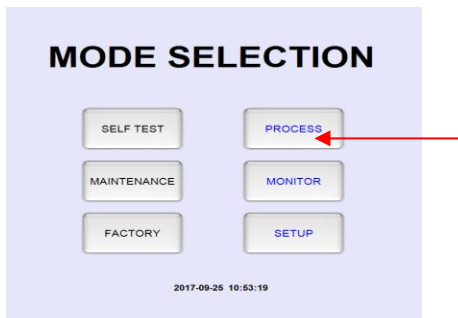 MODE SELECTION
SELF TEST PROCESS
MAINTENANCE MONITOR
FACTORY SETUP
2017-09-25 10:53:19